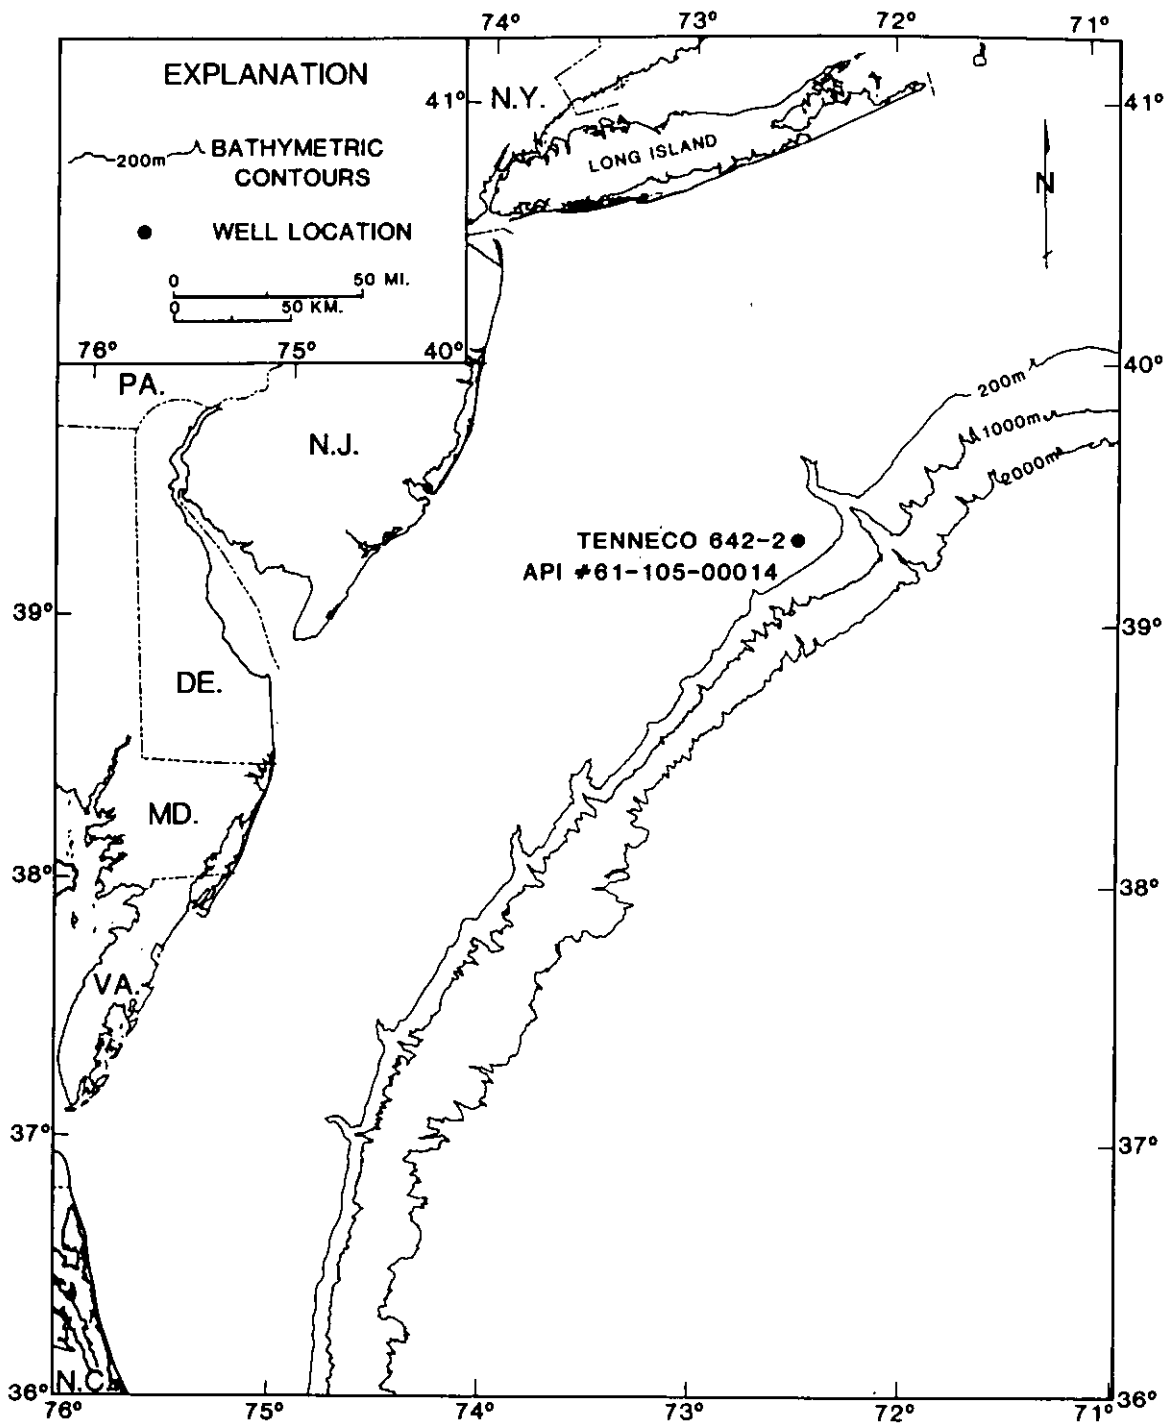 74°
73°
72°
71°
EXPLANATION
200m
BATHYMETRIC
CONTOURS
WELL LOCATION
0 50 MI.
0 50 KM.
41°
N.Y.
LONG ISLAND
41°
N
76°
75°
40°
40°
PA.
N.J.
200m
1000m
2000m
TENNECO 642-2
API #61-105-00014
39°
39°
DE.
MD.
38°
38°
VA.
37°
37°
N.C.
36°
36°
76°
75°
74°
73°
72°
71°